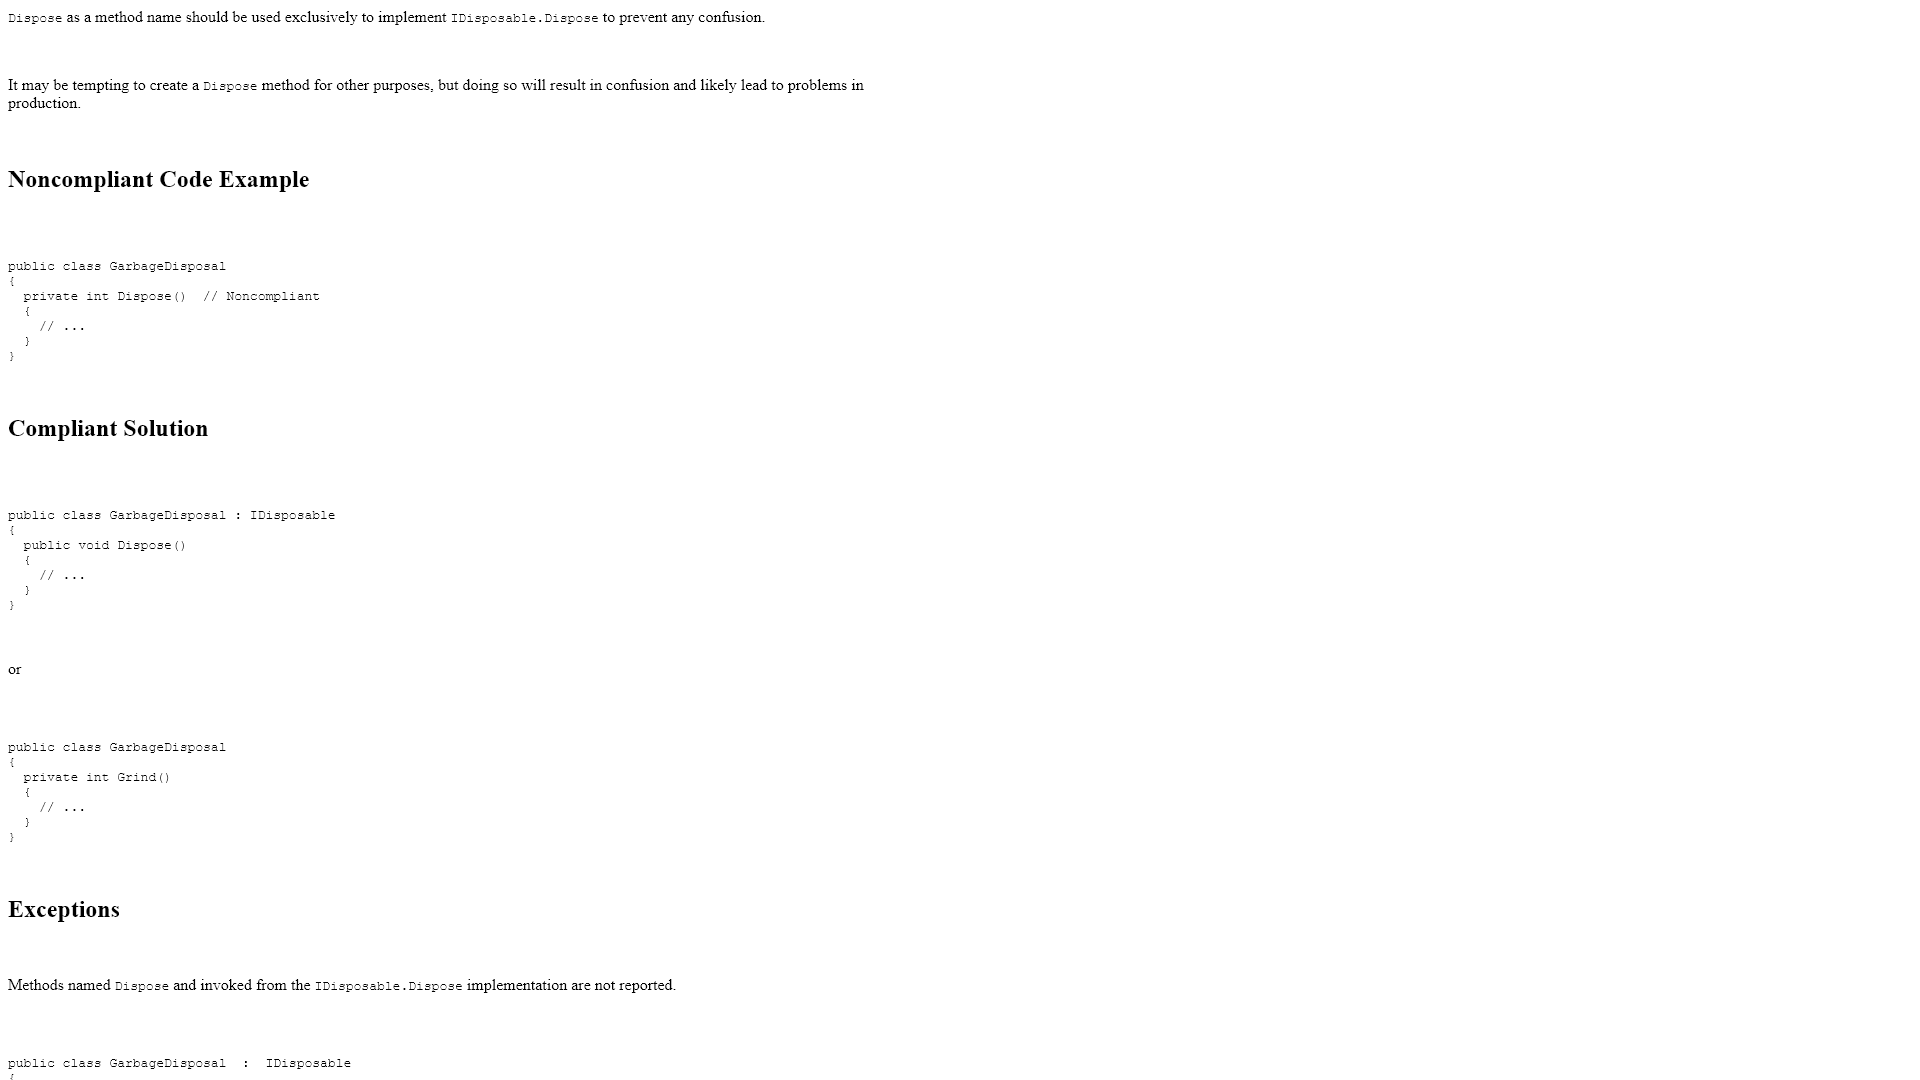 Dispose as a method name should be used exclusively to implement IDisposable.Dispose to prevent any confusion.
It may be tempting to create a Dispose method for other purposes, but doing so will result in confusion and likely lead to problems in
production.
Noncompliant Code Example
public class GarbageDisposal
{
  private int Dispose()  // Noncompliant
  {
    // ...
  }
}
Compliant Solution
public class GarbageDisposal : IDisposable
{
  public void Dispose()
  {
    // ...
  }
}
or
public class GarbageDisposal
{
  private int Grind()
  {
    // ...
  }
}
Exceptions
Methods named Dispose and invoked from the IDisposable.Dispose implementation are not reported.
public class GarbageDisposal  :  IDisposable
{